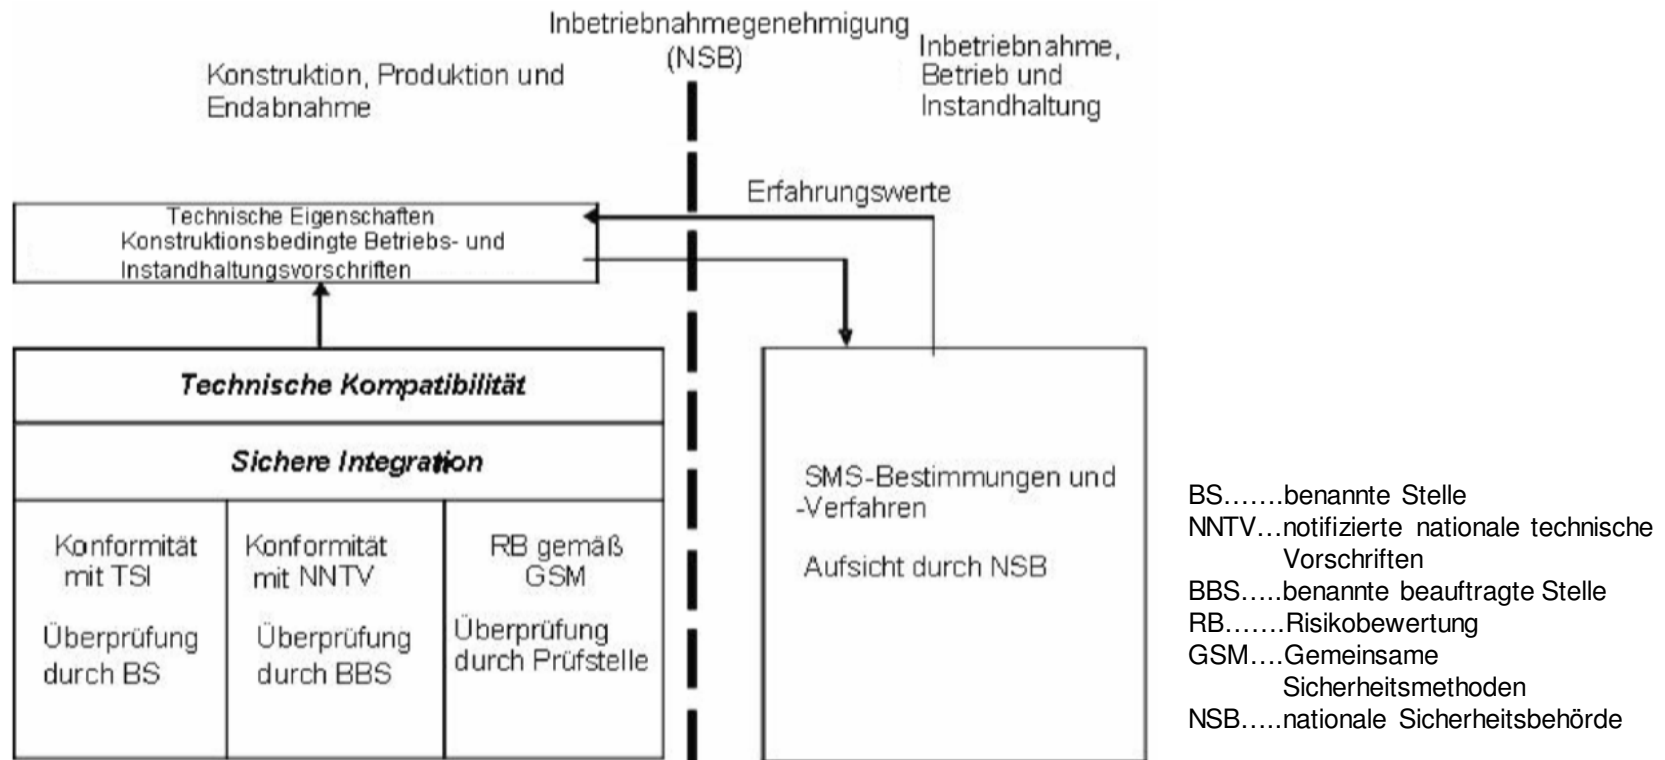 Inbetriebnahmegenehmigung
(NSB)
Konstruktion, Produktion und
Endabnahme
Inbetriebnahme,
Betrieb und
Instandhaltung
Erfahrungswerte
Technische Eigenschaften
Konstruktionsbedingte Betriebs- und
Instandhaltungsvorschriften
Technische Kompatibilität
Sichere Integration
Konformität
mit TSI
Überprüfung
durch BS
Konformität
mit NNTV
Überprüfung
durch BBS
RB gemäß
GSM
Überprüfung
durch Prüfstelle
SMS-Bestimmungen und
-Verfahren
Aufsicht durch NSB
BS.......benannte Stelle
NNTV...notifizierte nationale technische
Vorschriften
BBS.....benannte beauftragte Stelle
RB.......Risikobewertung
GSM....Gemeinsame
Sicherheitsmethoden
NSB.....nationale Sicherheitsbehörde